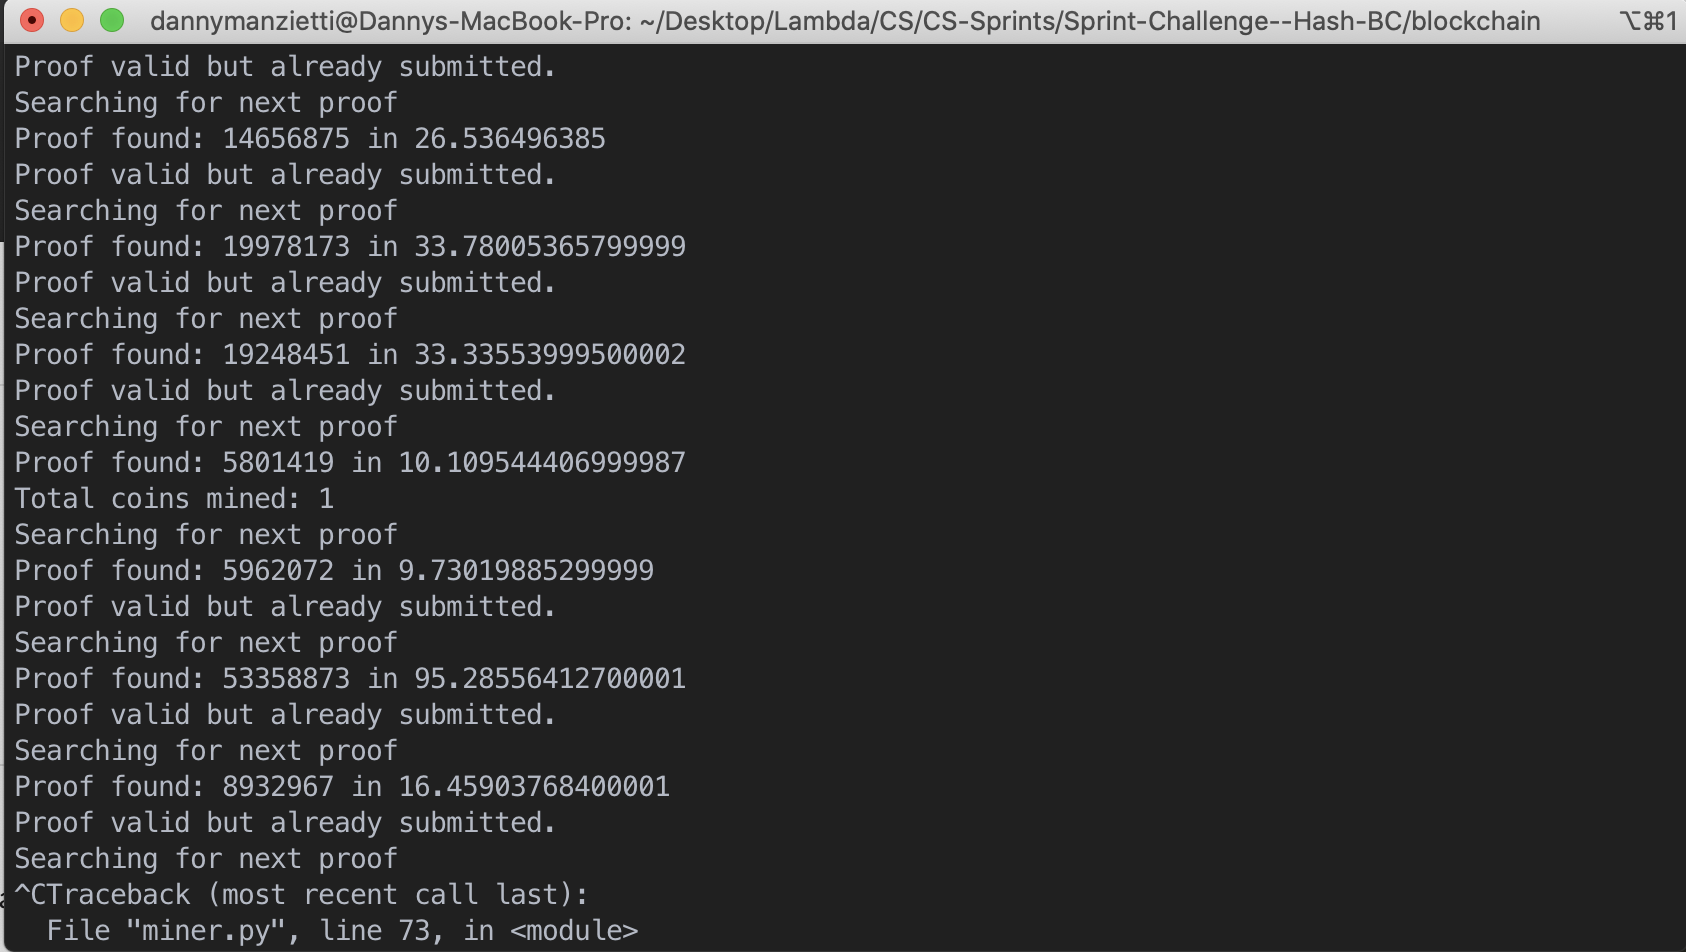 dannymanzietti@Dannys-MacBook-Pro: ~/Desktop/Lambda/CS/CS-Sprints/Sprint-Challenge--Hash-BC/blockchain ⌥⌘1
Proof valid but already submitted.
Searching for next proof
Proof found: 14656875 in 26.536496385
Proof valid but already submitted.
Searching for next proof
Proof found: 19978173 in 33.78005365799999
Proof valid but already submitted.
Searching for next proof
Proof found: 19248451 in 33.33553999500002
Proof valid but already submitted.
Searching for next proof
Proof found: 5801419 in 10.109544406999987
Total coins mined: 1
Searching for next proof
Proof found: 5962072 in 9.73019885299999
Proof valid but already submitted.
Searching for next proof
Proof found: 53358873 in 95.28556412700001
Proof valid but already submitted.
Searching for next proof
Proof found: 8932967 in 16.45903768400001
Proof valid but already submitted.
Searching for next proof
^CTraceback (most recent call last):
  File "miner.py", line 73, in <module>